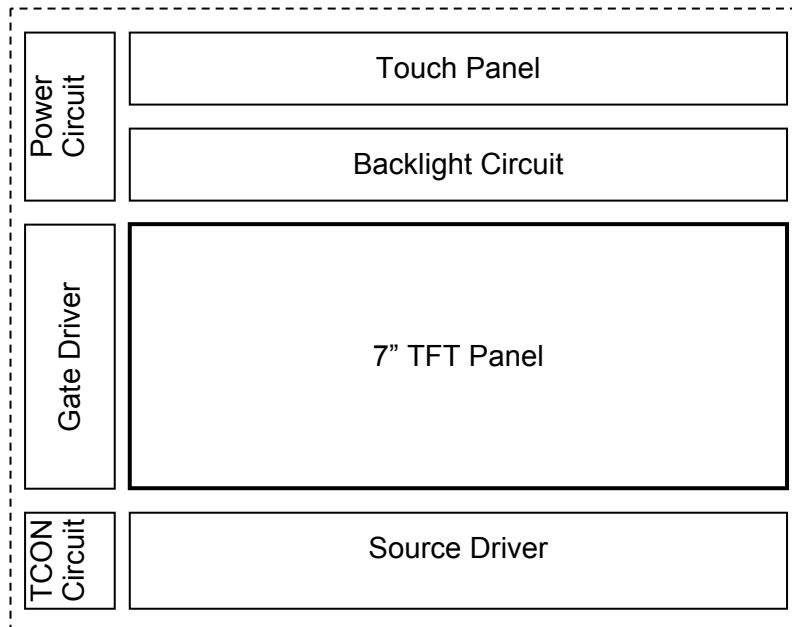 Power
Circuit
Touch Panel
Backlight Circuit
Gate Driver
7” TFT Panel
TCON
Circuit
Source Driver